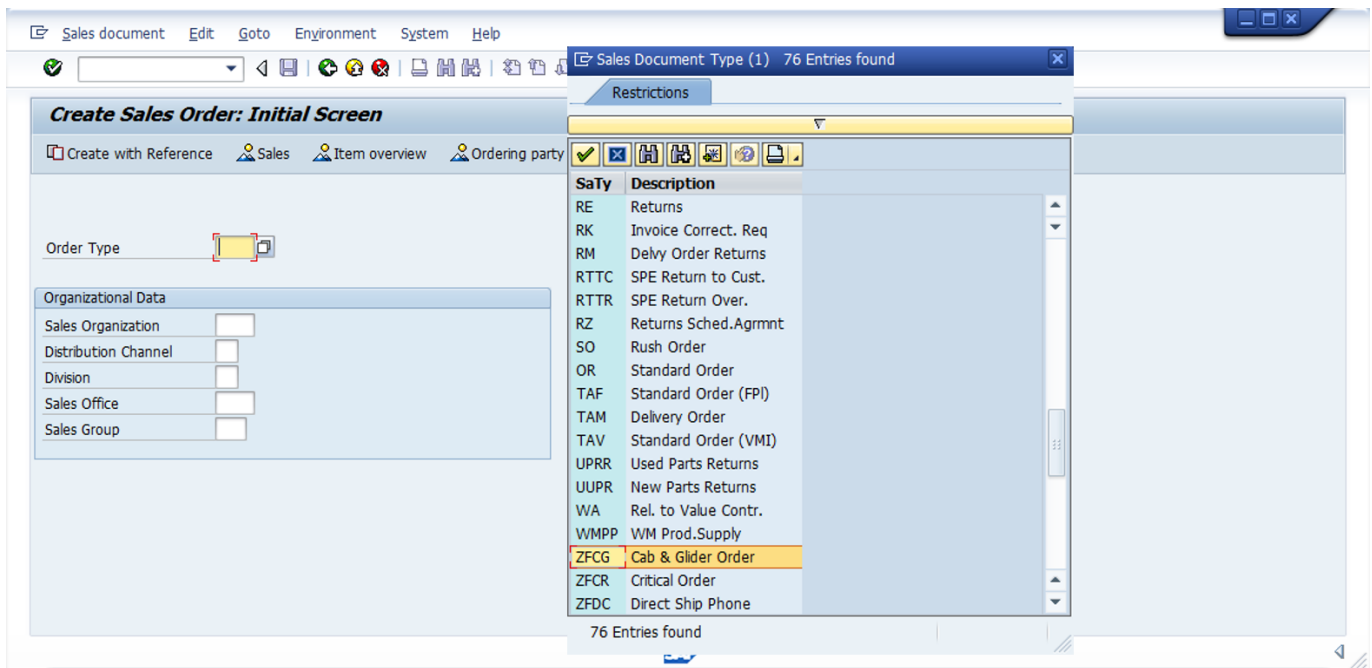 Sales document Edit Goto Environment System Help
Sales Document Type (1) 76 Entries found
Restrictions
Create Sales Order: Initial Screen
Create with Reference Sales Item overview Ordering party
SaTy Description
RE Returns
RK Invoice Correct. Req
RM Delvy Order Returns
RTTC SPE Return to Cust.
RTTR SPE Return Over.
RZ Returns Sched.Agrmnt
SO Rush Order
OR Standard Order
TAF Standard Order (FPl)
TAM Delivery Order
TAV Standard Order (VMI)
UPRR Used Parts Returns
UUPR New Parts Returns
WA Rel. to Value Contr.
WMPP WM Prod.Supply
ZFCG Cab & Glider Order
ZFCR Critical Order
ZFDC Direct Ship Phone
76 Entries found
Order Type
Organizational Data
Sales Organization
Distribution Channel
Division
Sales Office
Sales Group